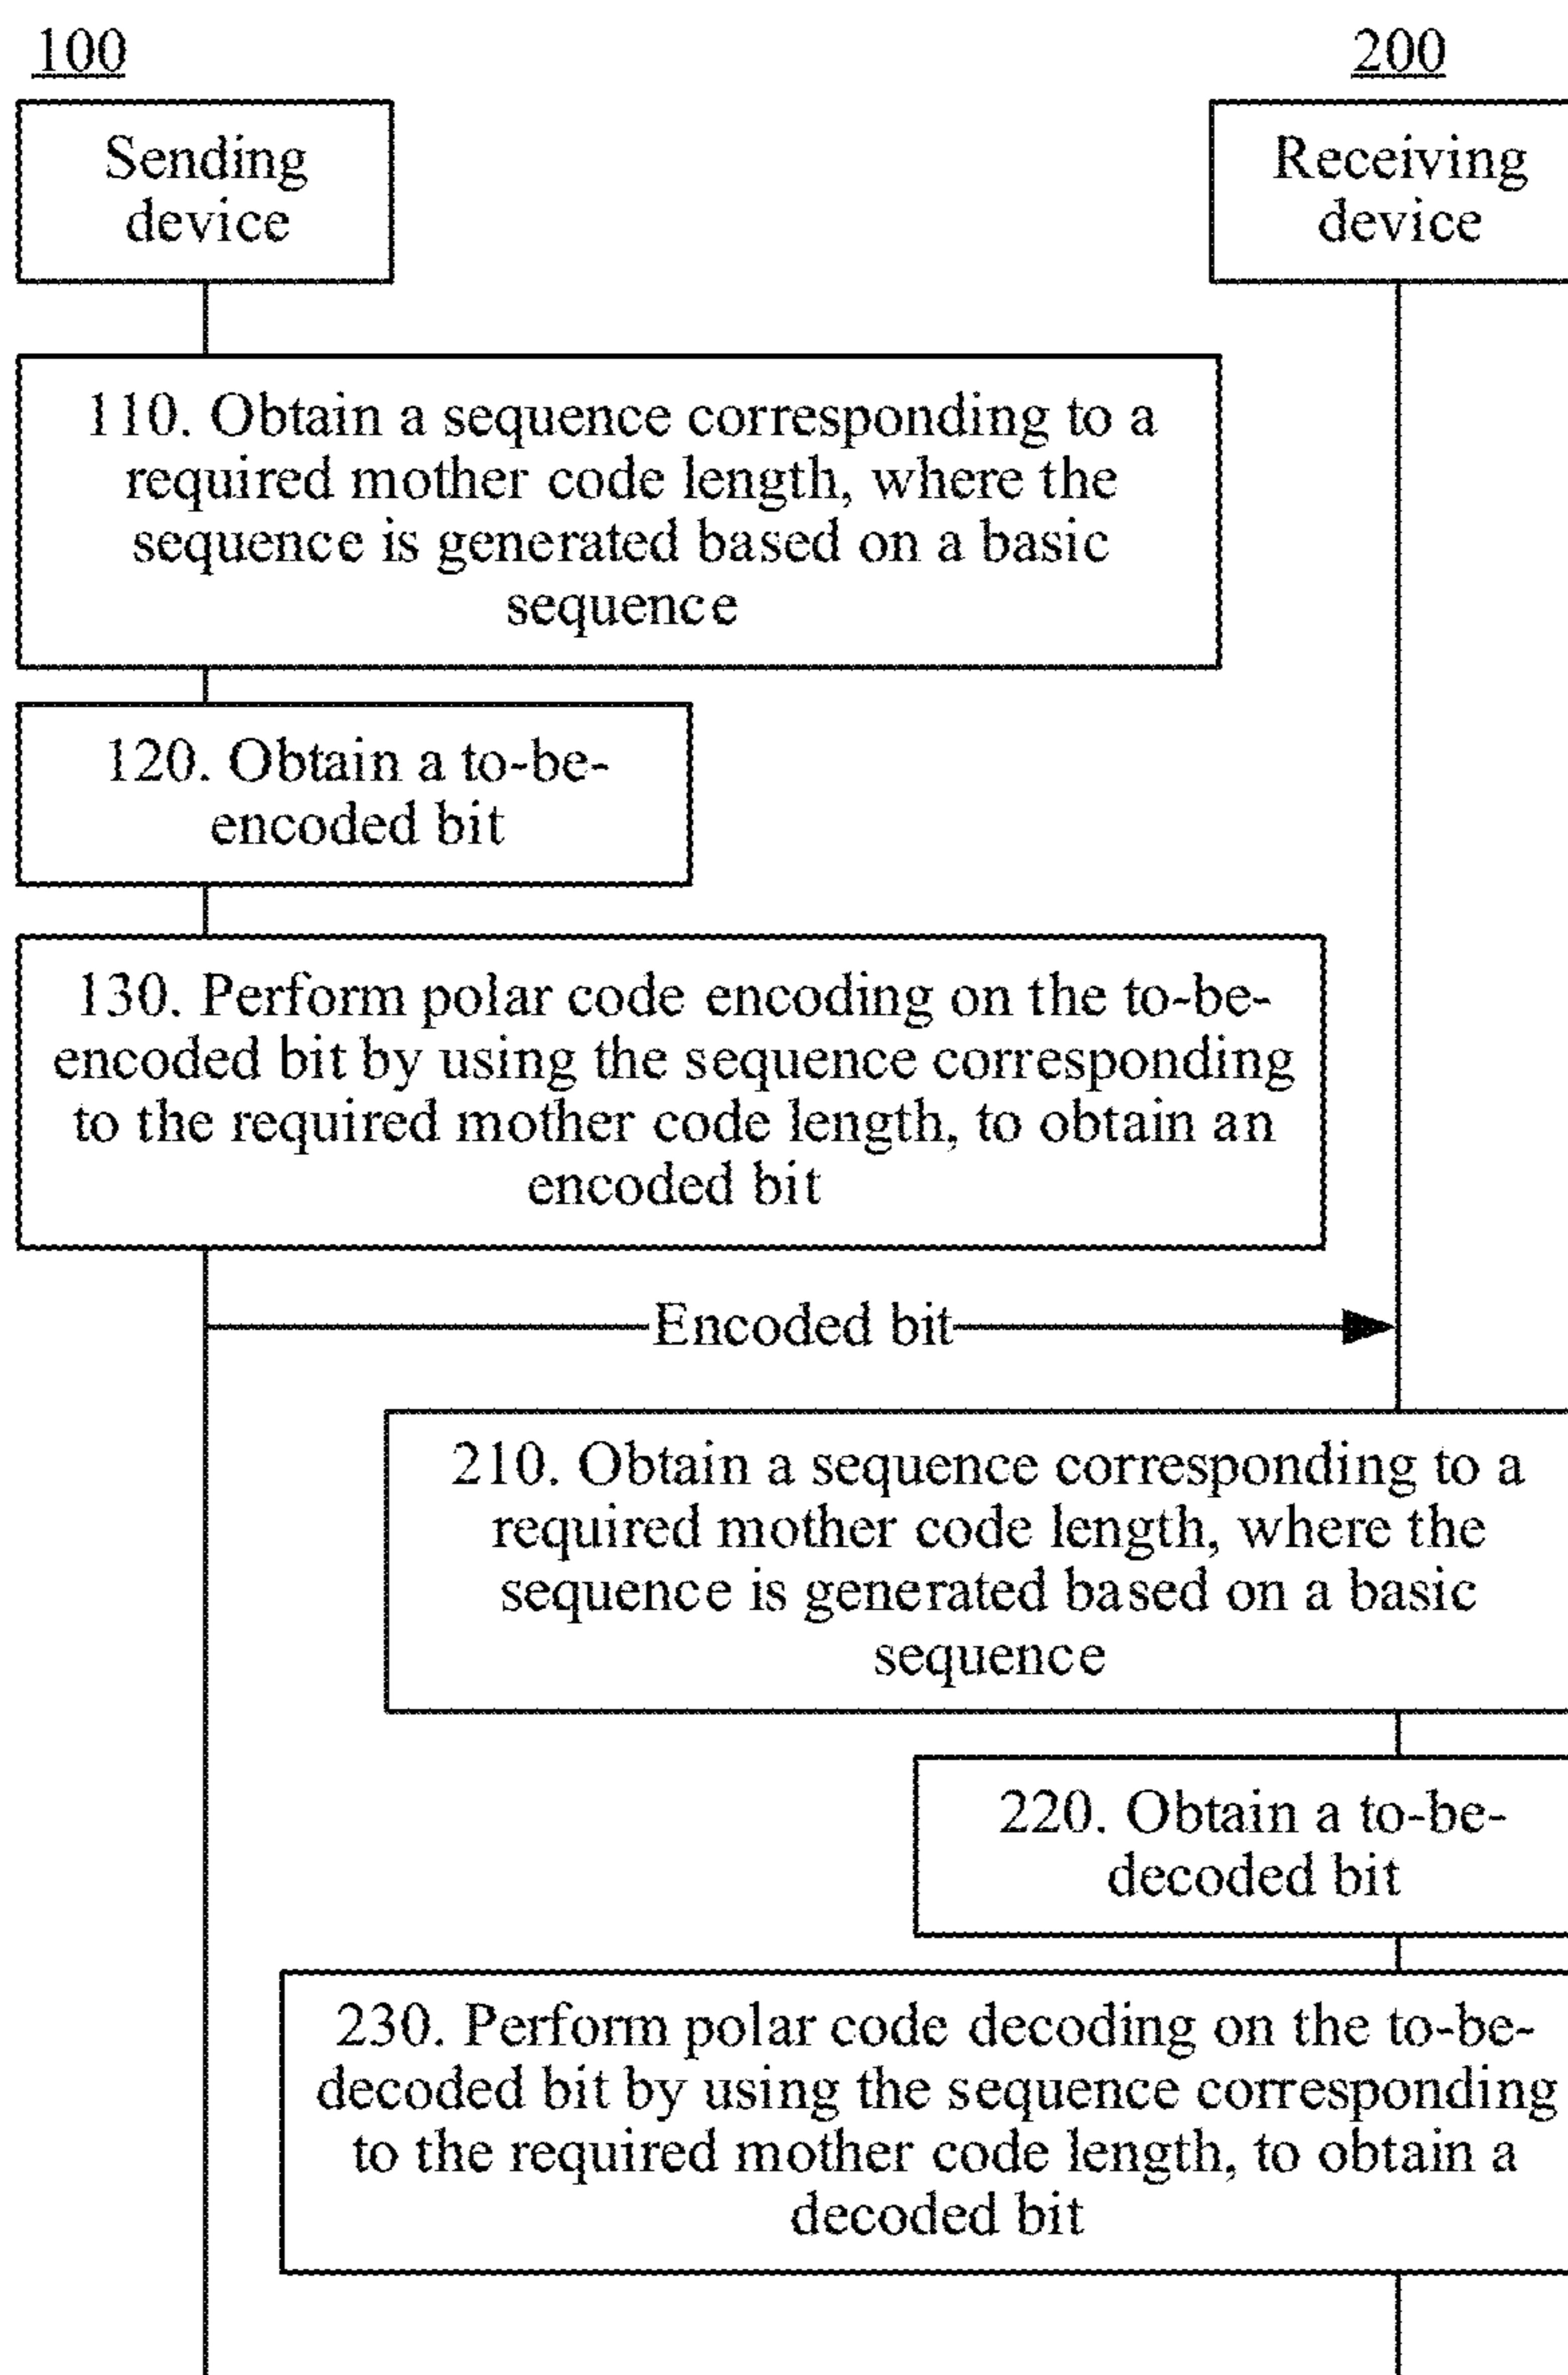 100
200
Sending
device
Receiving
device
110. Obtain a sequence corresponding to a
required mother code length, where the
sequence is generated based on a basic
sequence
120. Obtain a to-be-
encoded bit
130. Perform polar code encoding on the to-be-
encoded bit by using the sequence corresponding
to the required mother code length, to obtain an
encoded bit
Encoded bit
210. Obtain a sequence corresponding to a
required mother code length, where the
sequence is generated based on a basic
sequence
220. Obtain a to-be-
decoded bit
230. Perform polar code decoding on the to-be-
decoded bit by using the sequence corresponding
to the required mother code length, to obtain a
decoded bit